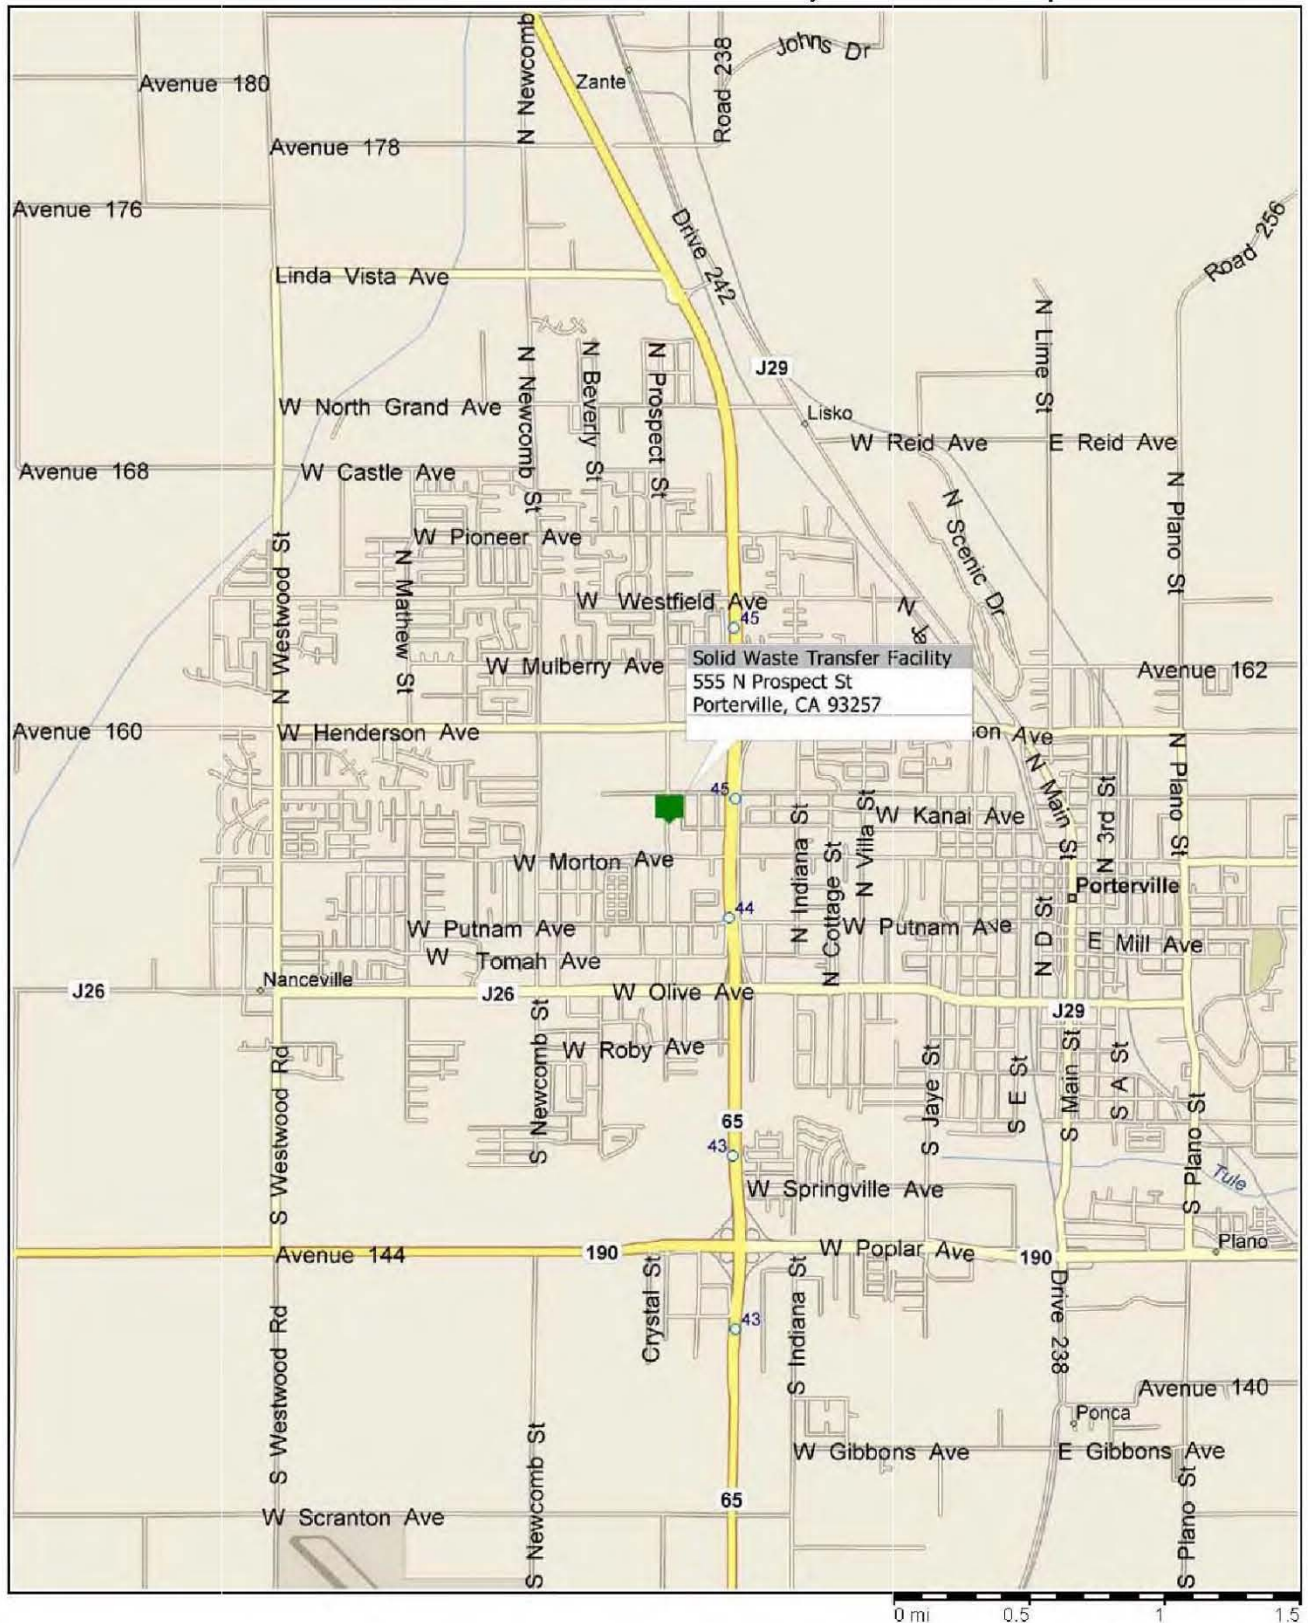 N Newcomb
Road 238
Johns Dr
Zante
Avenue 180
Avenue 178
Avenue 176
Drive 242
Road 256
Linda Vista Ave
N Lime St
N Newcomb St
N Beverly St
N Prospect St
J29
W North Grand Ave
Lisko
W Reid Ave
E Reid Ave
Avenue 168
W Castle Ave
N Plano St
N Scenic Dr
W Pioneer Ave
N Westwood St
N Mathew St
W Westfield Ave
45
N
W Mulberry Ave
Solid Waste Transfer Facility
555 N Prospect St
Porterville, CA 93257
Avenue 162
Avenue 160
W Henderson Ave
on Ave
N Main St
N Plano St
45
N 3rd St
N Indiana St
N Villa St
W Kanai Ave
N Cottage St
W Morton Ave
Porterville
44
W Putnam Ave
W Putnam Ave
N D St
E Mill Ave
W Tomah Ave
Nanceville
J26
J26
W Olive Ave
J29
S Newcomb St
W Roby Ave
S Westwood Rd
S Jaye St
S E St
S Main St
S A St
S Plano St
65
43
Tule
W Springville Ave
Avenue 144
190
W Poplar Ave
190
Plano
Crystal St
S Indiana St
43
Drive 238
S Westwood Rd
Avenue 140
Ponca
S Newcomb St
W Gibbons Ave
E Gibbons Ave
65
S Plano St
W Scranton Ave
0 mi 0.5 1 1.5